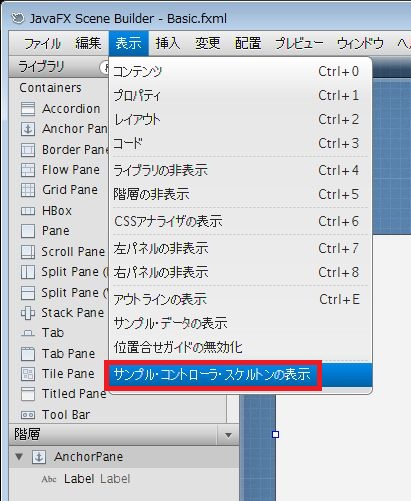 JavaFX Scene Builder - Basic.fxml
ファイル 編集 表示 挿入 変更 配置 プレビュー ウィンドウ
ライブラリ
Containers
Accordion
Anchor Pane
Border Pane
Flow Pane
Grid Pane
HBox
Pane
Scroll Pane
Split Pane (
Split Pane (
Stack Pane
Tab
Tab Pane
Tile Pane
Titled Pane
Tool Bar
コンテンツ Ctrl+0
プロパティ Ctrl+1
レイアウト Ctrl+2
コード Ctrl+3
ライブラリの非表示 Ctrl+4
階層の非表示 Ctrl+5
CSSアナライザの表示 Ctrl+6
左パネルの非表示 Ctrl+7
右パネルの非表示 Ctrl+8
アウトラインの表示 Ctrl+E
サンプル・データの表示
位置合せガイドの無効化
サンプル・コントローラ・スケルトンの表示
階層
AnchorPane
Abc Label Label